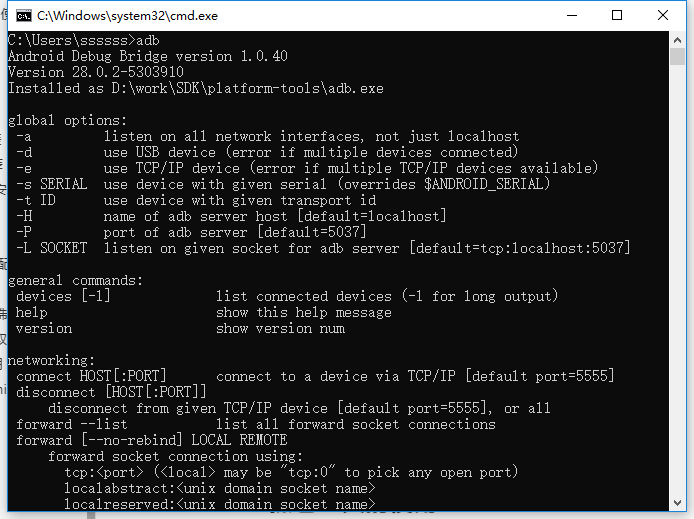 C:\Windows\system32\cmd.exe
C:\Users\ssssss>adb
Android Debug Bridge version 1.0.40
Version 28.0.2-5303910
Installed as D:\work\SDK\platform-tools\adb.exe
global options:
-a listen on all network interfaces, not just localhost
-d use USB device (error if multiple devices connected)
-e use TCP/IP device (error if multiple TCP/IP devices available)
-s SERIAL use device with given serial (overrides $ANDROID_SERIAL)
-t ID use device with given transport id
-H name of adb server host [default=localhost]
-P port of adb server [default=5037]
-L SOCKET listen on given socket for adb server [default=tcp:localhost:5037]
general commands:
devices [-l] list connected devices (-l for long output)
help show this help message
version show version num
networking:
connect HOST[:PORT] connect to a device via TCP/IP [default port=5555]
disconnect [HOST[:PORT]]
disconnect from given TCP/IP device [default port=5555], or all
forward --list list all forward socket connections
forward [--no-rebind] LOCAL REMOTE
forward socket connection using:
tcp:<port> (<local> may be "tcp:0" to pick any open port)
localabstract:<unix domain socket name>
localreserved:<unix domain socket name>